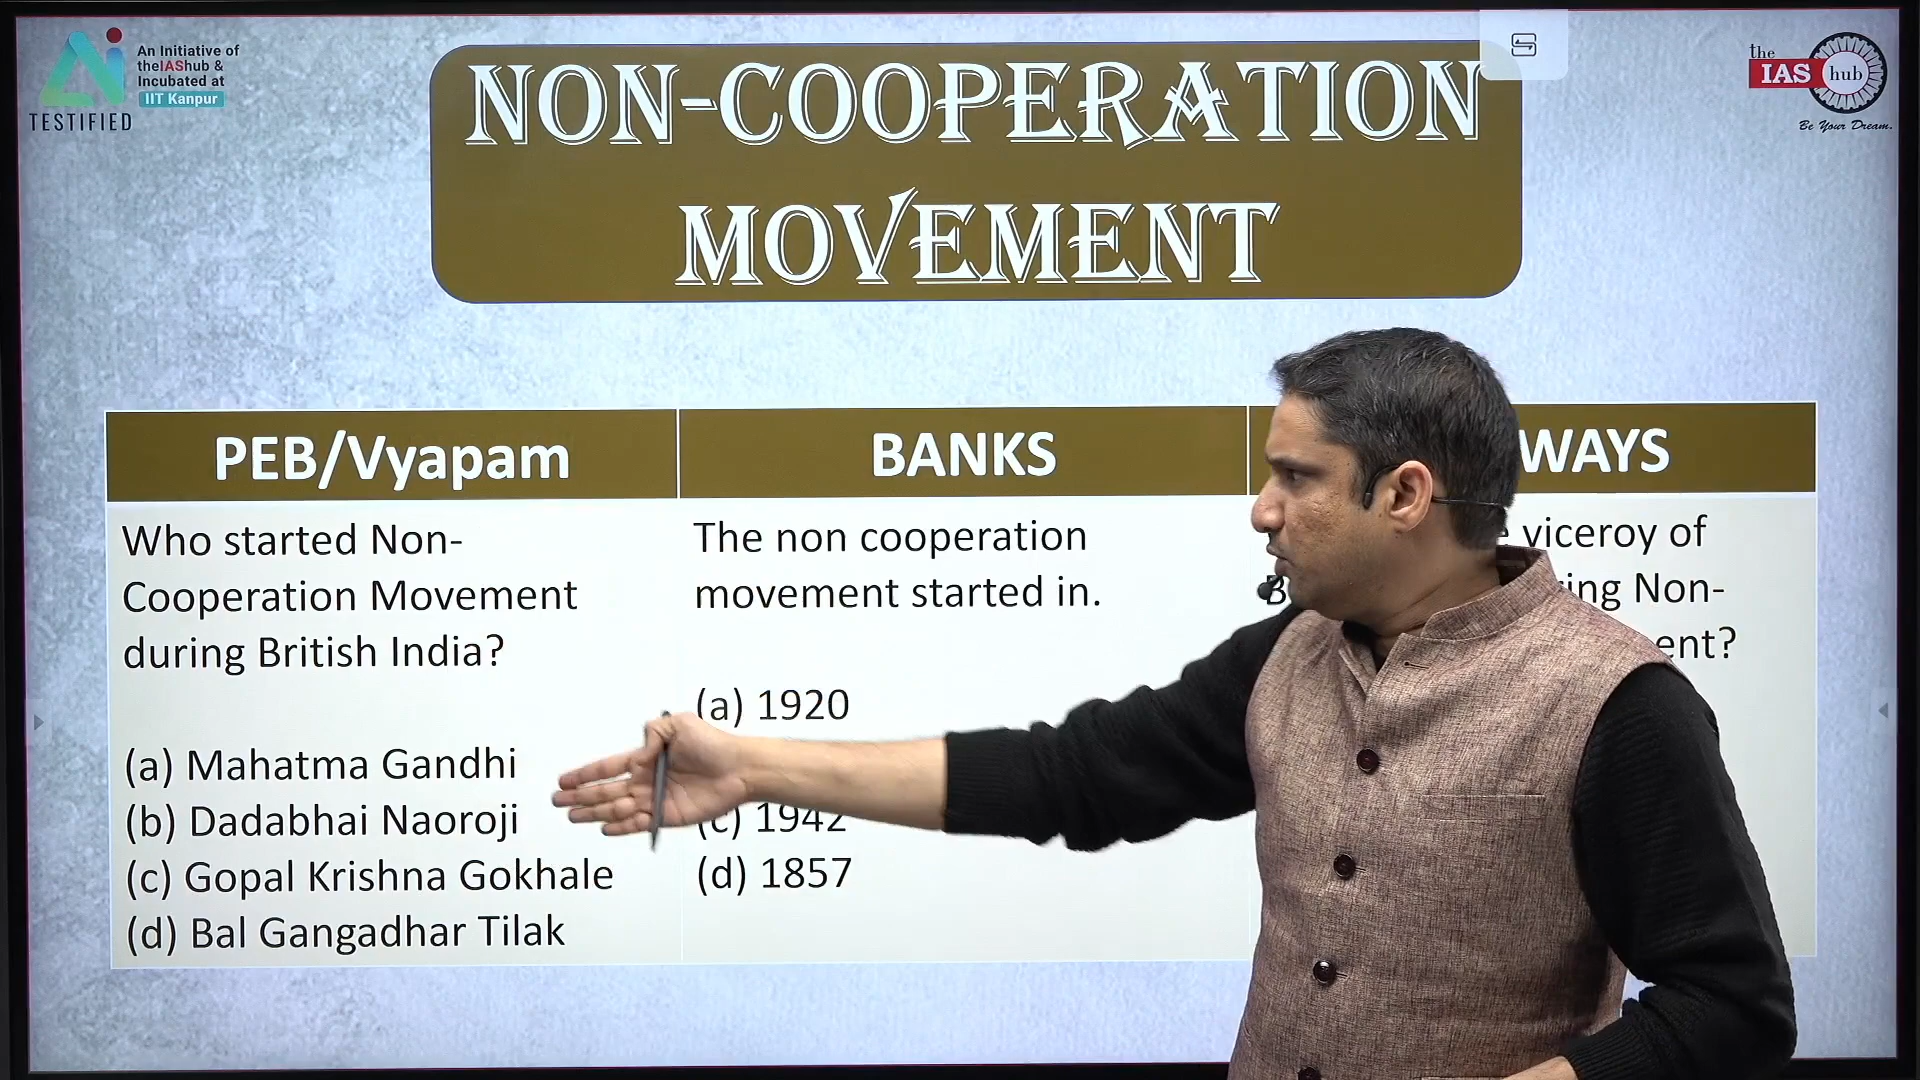 An Initiative of
theIAShub &
Incubated at
IIT Kanpur
TESTIFIED
the
IAS hub
Be Your Dream.
NON-COOPERATION
MOVEMENT
PEB/Vyapam
Who started Non-
Cooperation Movement
during British India?
(a) Mahatma Gandhi
(b) Dadabhai Naoroji
(c) Gopal Krishna Gokhale
(d) Bal Gangadhar Tilak
BANKS
The non cooperation
movement started in.
(a) 1920
(c) 1942
(d) 1857
WAYS
viceroy of
Non-